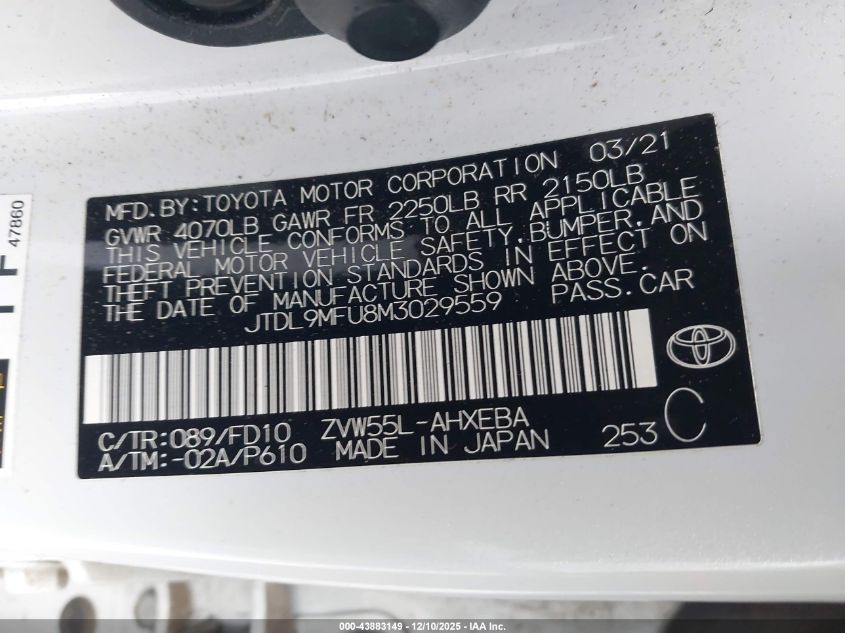 MFD.BY:TOYOTA MOTOR CORPORATION 03/21
GVWR 4070LB GAWR FR 2250LB RR 2150LB
THIS VEHICLE CONFORMS TO ALL APPLICABLE
FEDERAL MOTOR VEHICLE SAFETY,BUMPER,AND
THEFT PREVENTION STANDARDS IN EFFECT ON
THE DATE OF MANUFACTURE SHOWN ABOVE.
JTDL9MFU8M3029559 PASS.CAR
C/TR:089/FD10 ZVW55L-AHXEBA
A/TM:-02A/P610 MADE IN JAPAN 253 C
47860
000-43883149 - 12/10/2025 - IAA Inc.